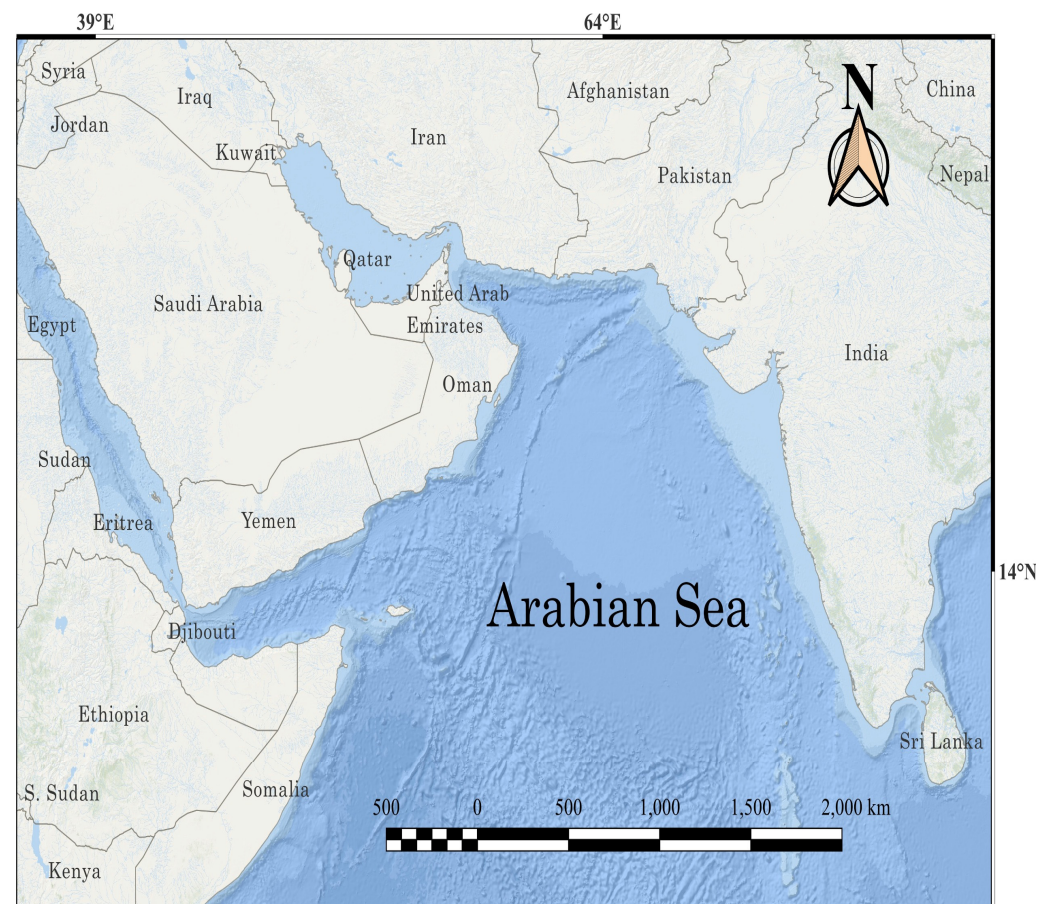 39°E
64°E
Syria
Iraq
Afghanistan
N
China
Jordan
Kuwait
Iran
Pakistan
Nepal
Qatar
Saudi Arabia
United Arab
Emirates
Egypt
India
Oman
Sudan
Eritrea
Yemen
14°N
Arabian Sea
Djibouti
Ethiopia
Sri Lanka
S. Sudan
Somalia
500 0 500 1,000 1,500 2,000 km
Kenya